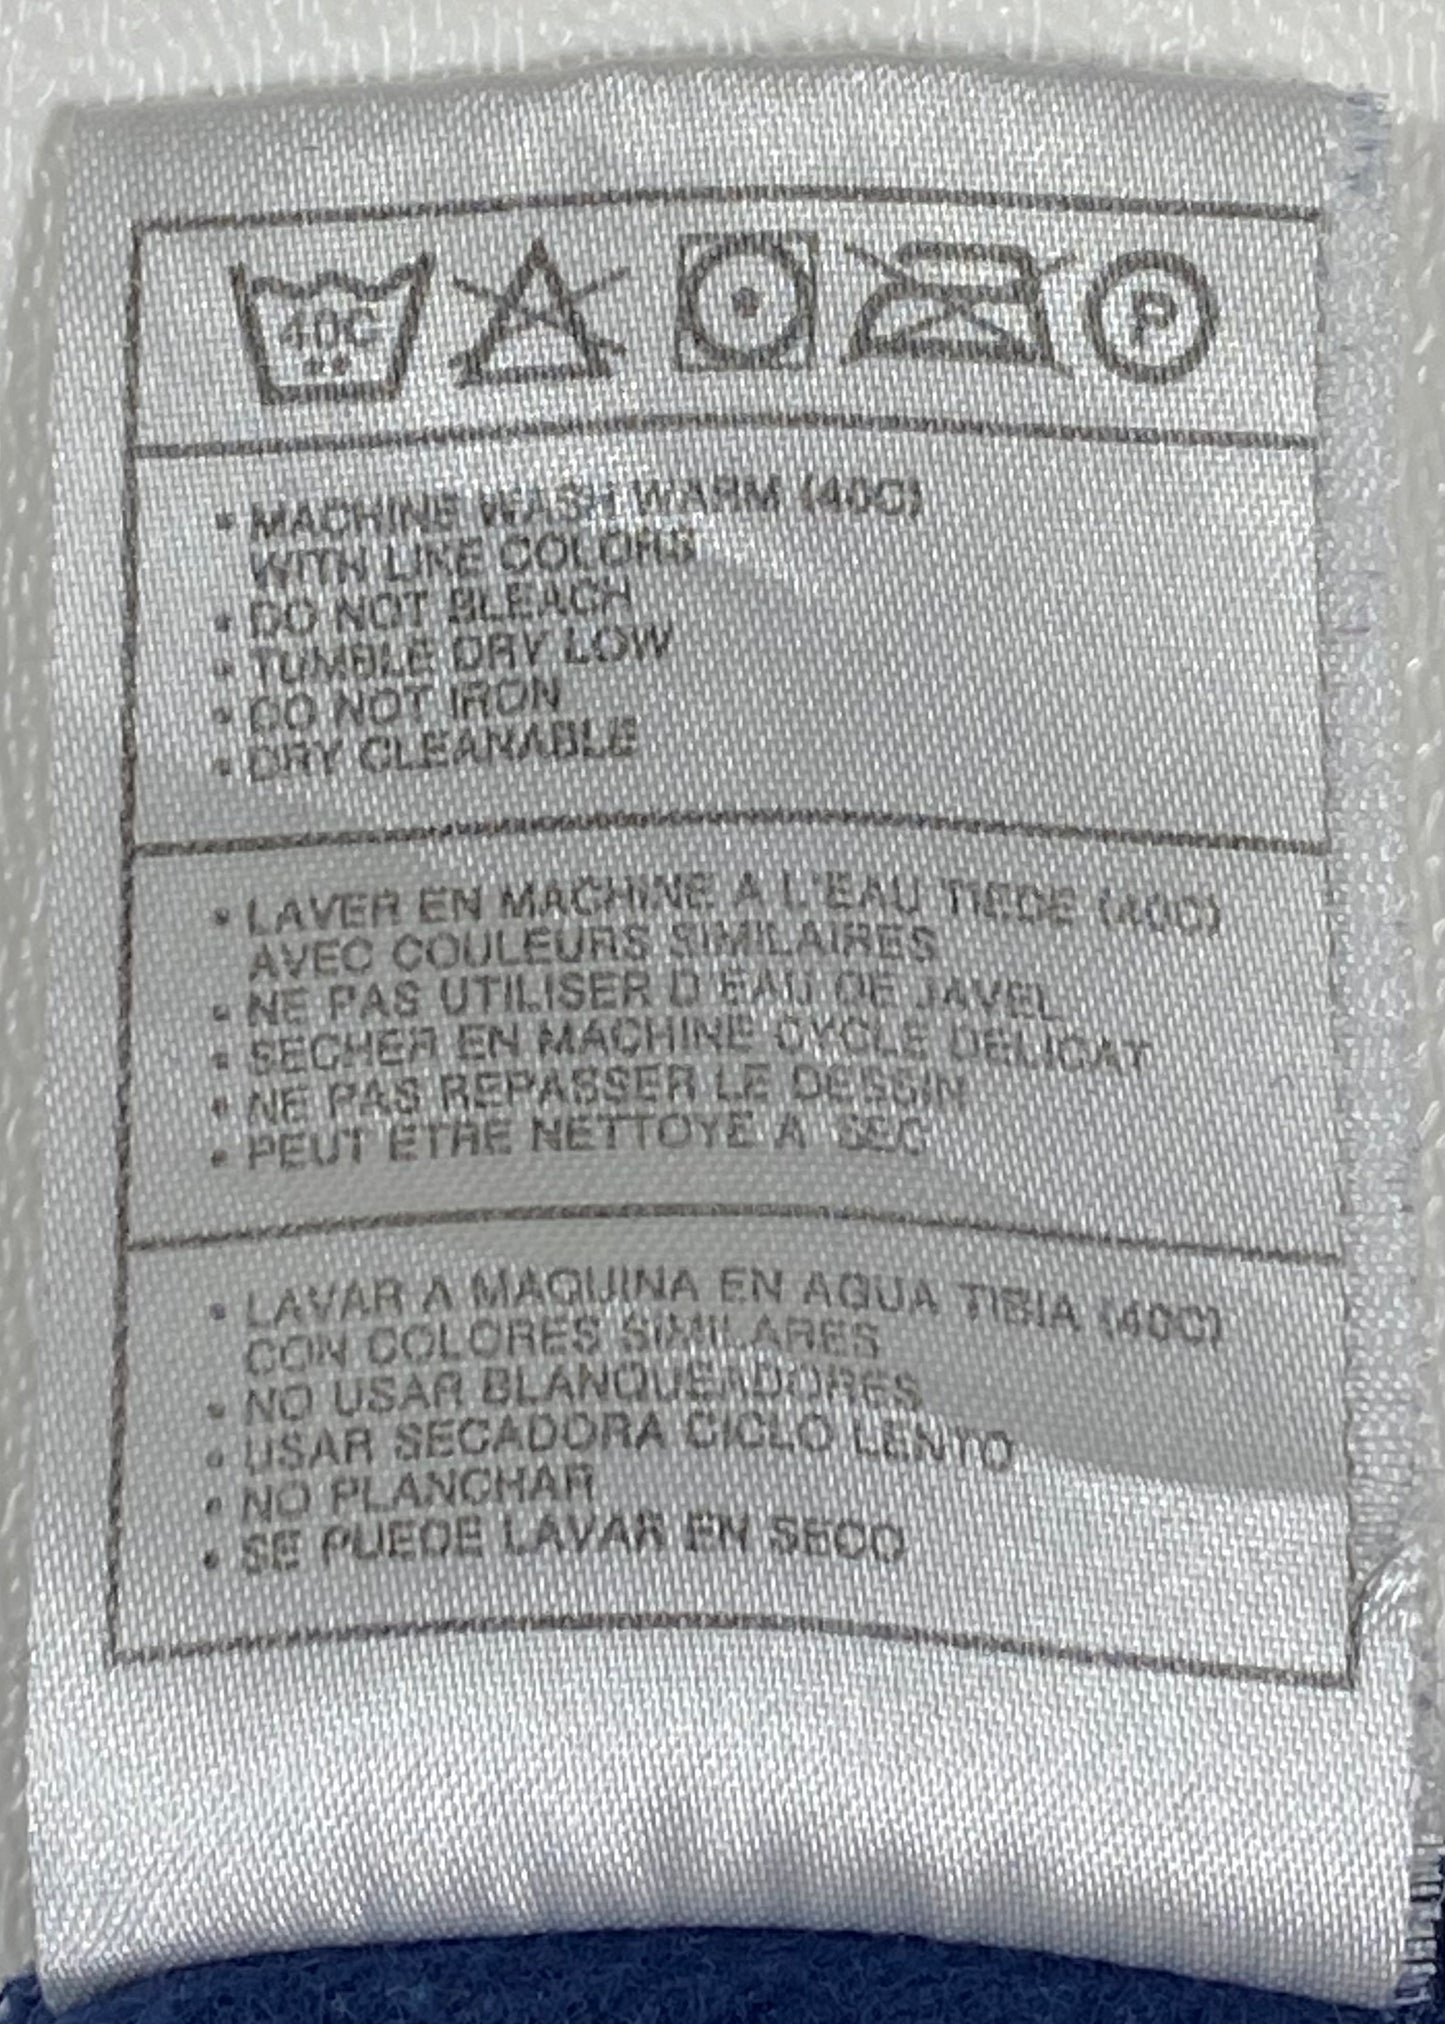 40C
P
• MACHINE WASH WARM (40C)
WITH LIKE COLORS
• DO NOT BLEACH
• TUMBLE DRY LOW
• DO NOT IRON
• DRY CLEANABLE
• LAVER EN MACHINE A L'EAU TIEDE (40C)
AVEC COULEURS SIMILAIRES
• NE PAS UTILISER D'EAU DE JAVEL
• SECHER EN MACHINE CYCLE DELICAT
• NE PAS REPASSER LE DESSIN
• PEUT ETRE NETTOYE A SEC
• LAVAR A MAQUINA EN AGUA TIBIA (40C)
CON COLORES SIMILARES
• NO USAR BLANQUEADORES
• USAR SECADORA CICLO LENTO
• NO PLANCHAR
• SE PUEDE LAVAR EN SECO